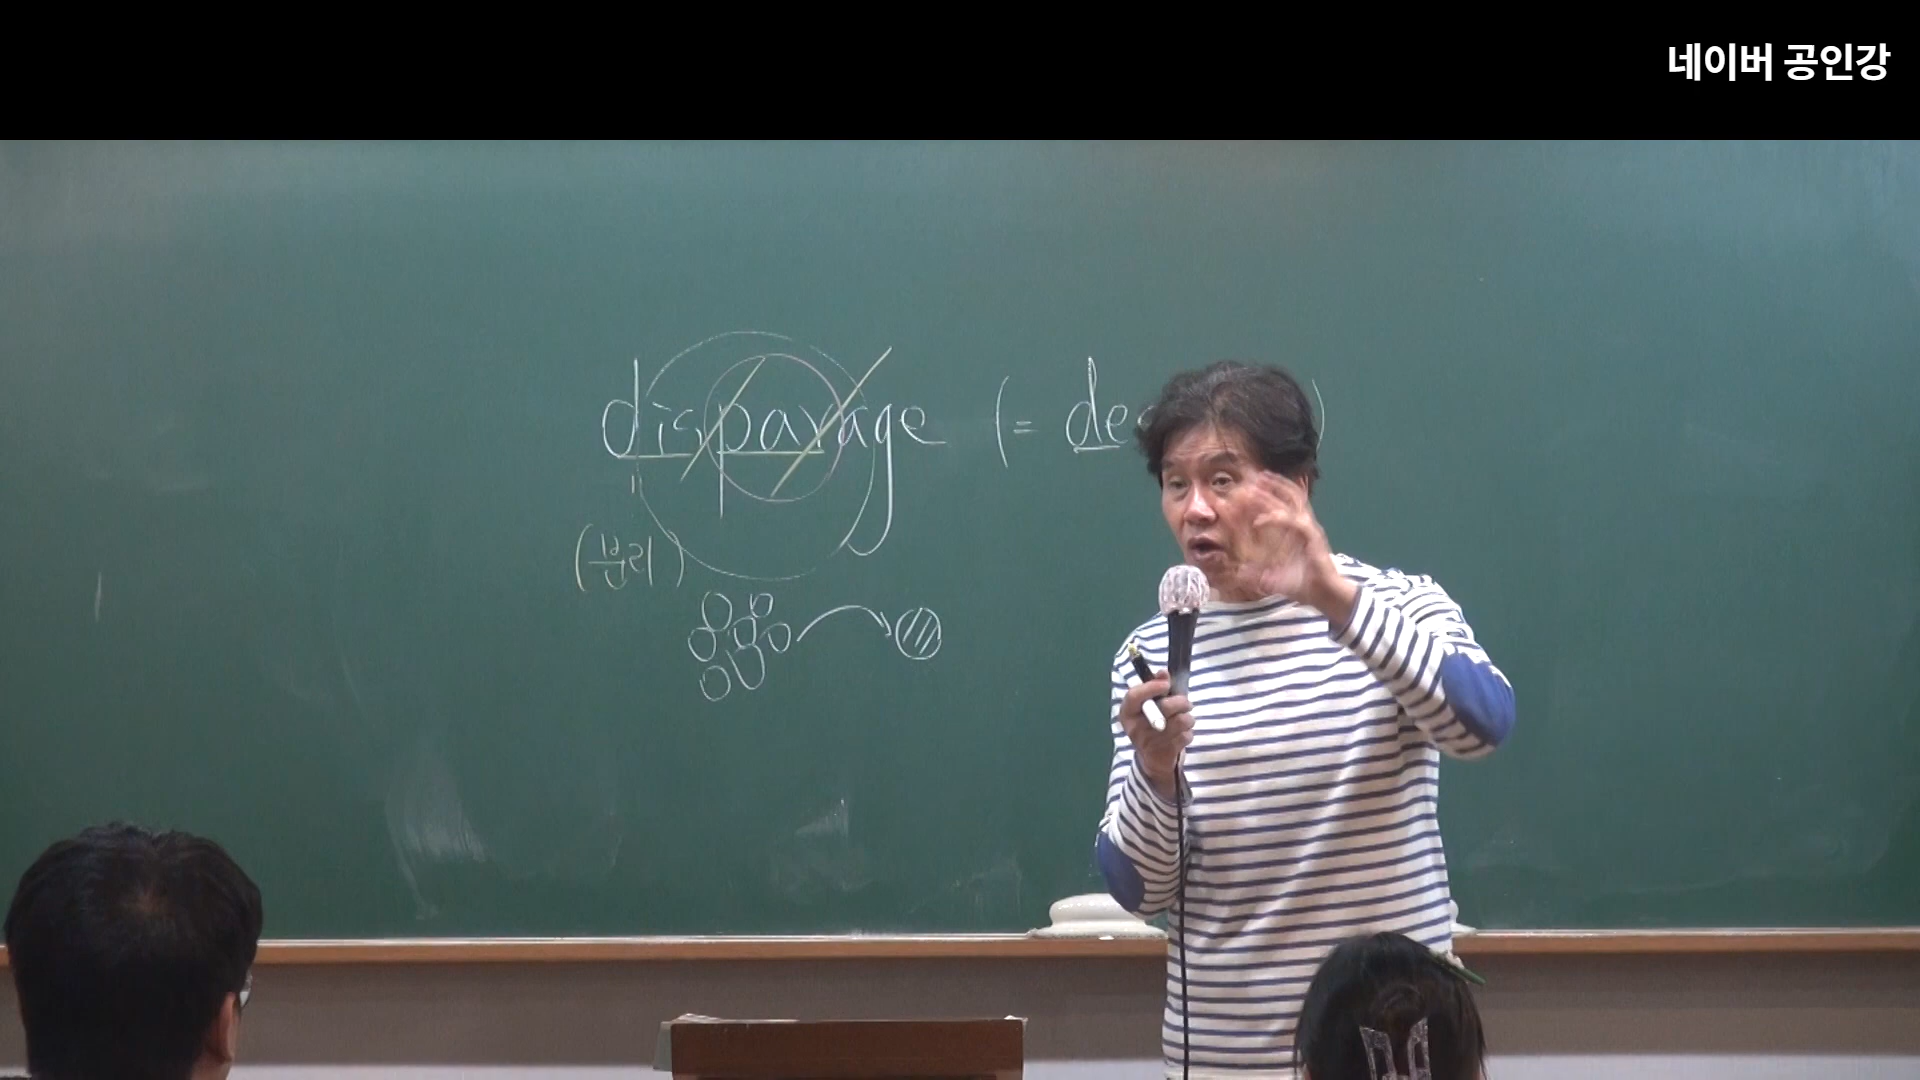 네이버 공인강
disparage (= de )
(분리)